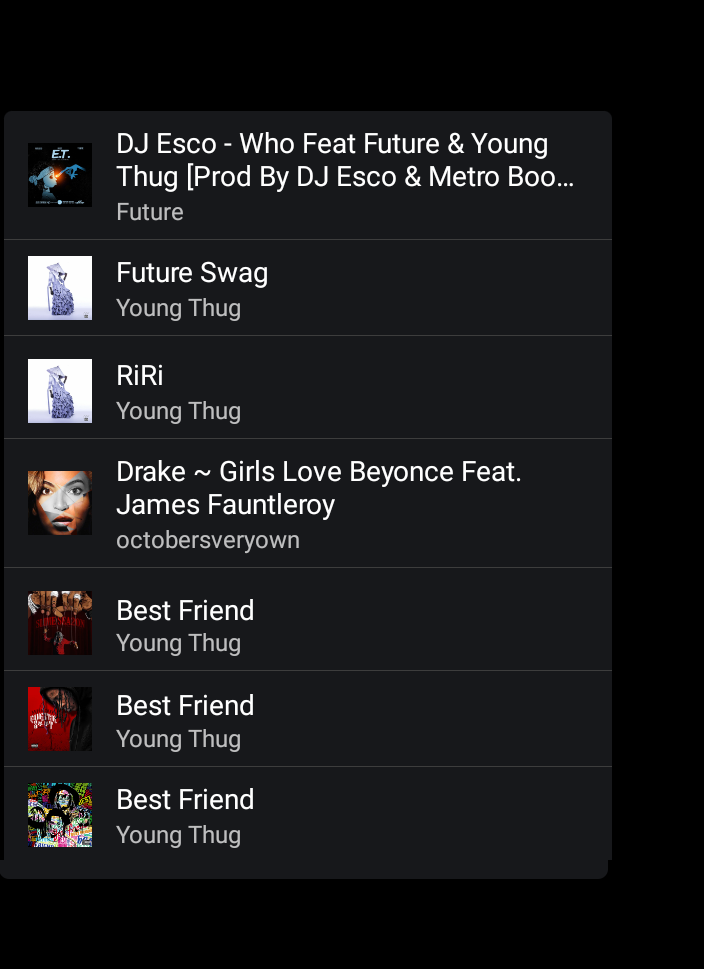 E.T.
DJ Esco - Who Feat Future & Young
Thug [Prod By DJ Esco & Metro Boo...
Future
Future Swag
Young Thug
RiRi
Young Thug
Drake ~ Girls Love Beyonce Feat.
James Fauntleroy
octobersveryown
Best Friend
Young Thug
Best Friend
Young Thug
Best Friend
Young Thug